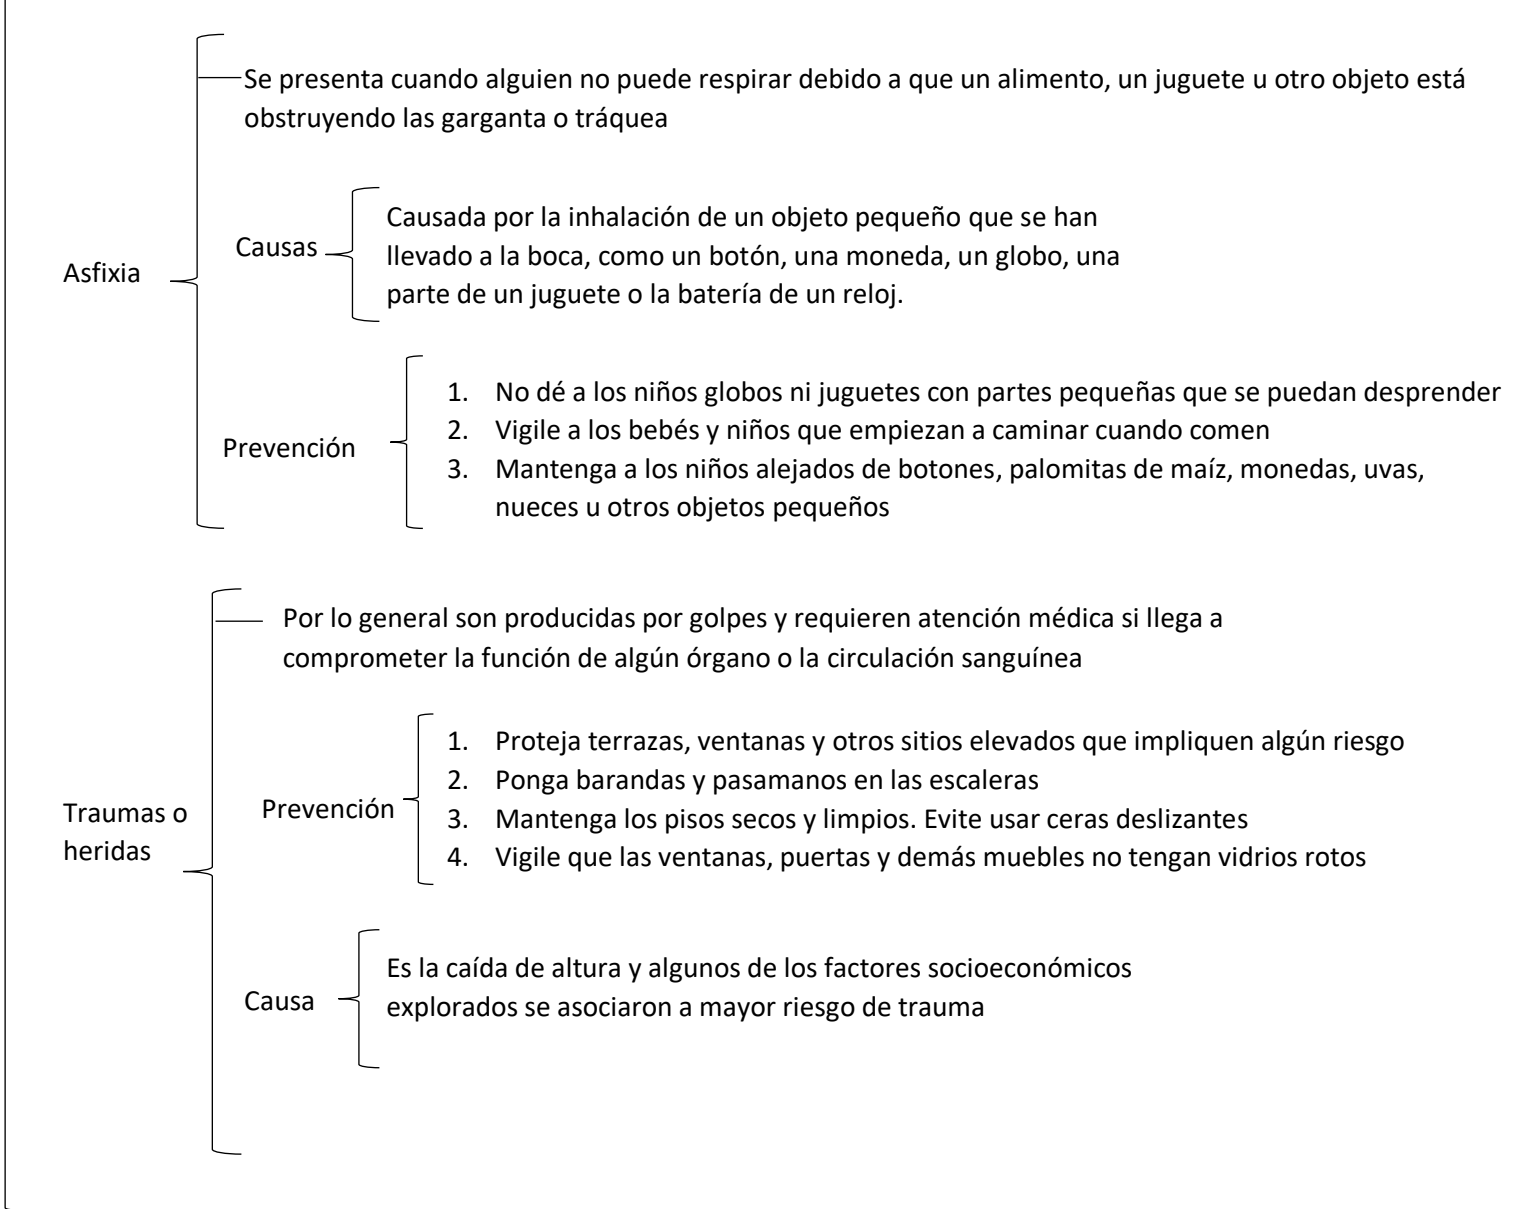 Se presenta cuando alguien no puede respirar debido a que un alimento, un juguete u otro objeto está
obstruyendo las garganta o tráquea
Asfixia
Causas
Causada por la inhalación de un objeto pequeño que se han
llevado a la boca, como un botón, una moneda, un globo, una
parte de un juguete o la batería de un reloj.
Prevención
1. No dé a los niños globos ni juguetes con partes pequeñas que se puedan desprender
2. Vigile a los bebés y niños que empiezan a caminar cuando comen
3. Mantenga a los niños alejados de botones, palomitas de maíz, monedas, uvas,
nueces u otros objetos pequeños
Por lo general son producidas por golpes y requieren atención médica si llega a
comprometer la función de algún órgano o la circulación sanguínea
Traumas o
heridas
Prevención
1. Proteja terrazas, ventanas y otros sitios elevados que impliquen algún riesgo
2. Ponga barandas y pasamanos en las escaleras
3. Mantenga los pisos secos y limpios. Evite usar ceras deslizantes
4. Vigile que las ventanas, puertas y demás muebles no tengan vidrios rotos
Causa
Es la caída de altura y algunos de los factores socioeconómicos
explorados se asociaron a mayor riesgo de trauma